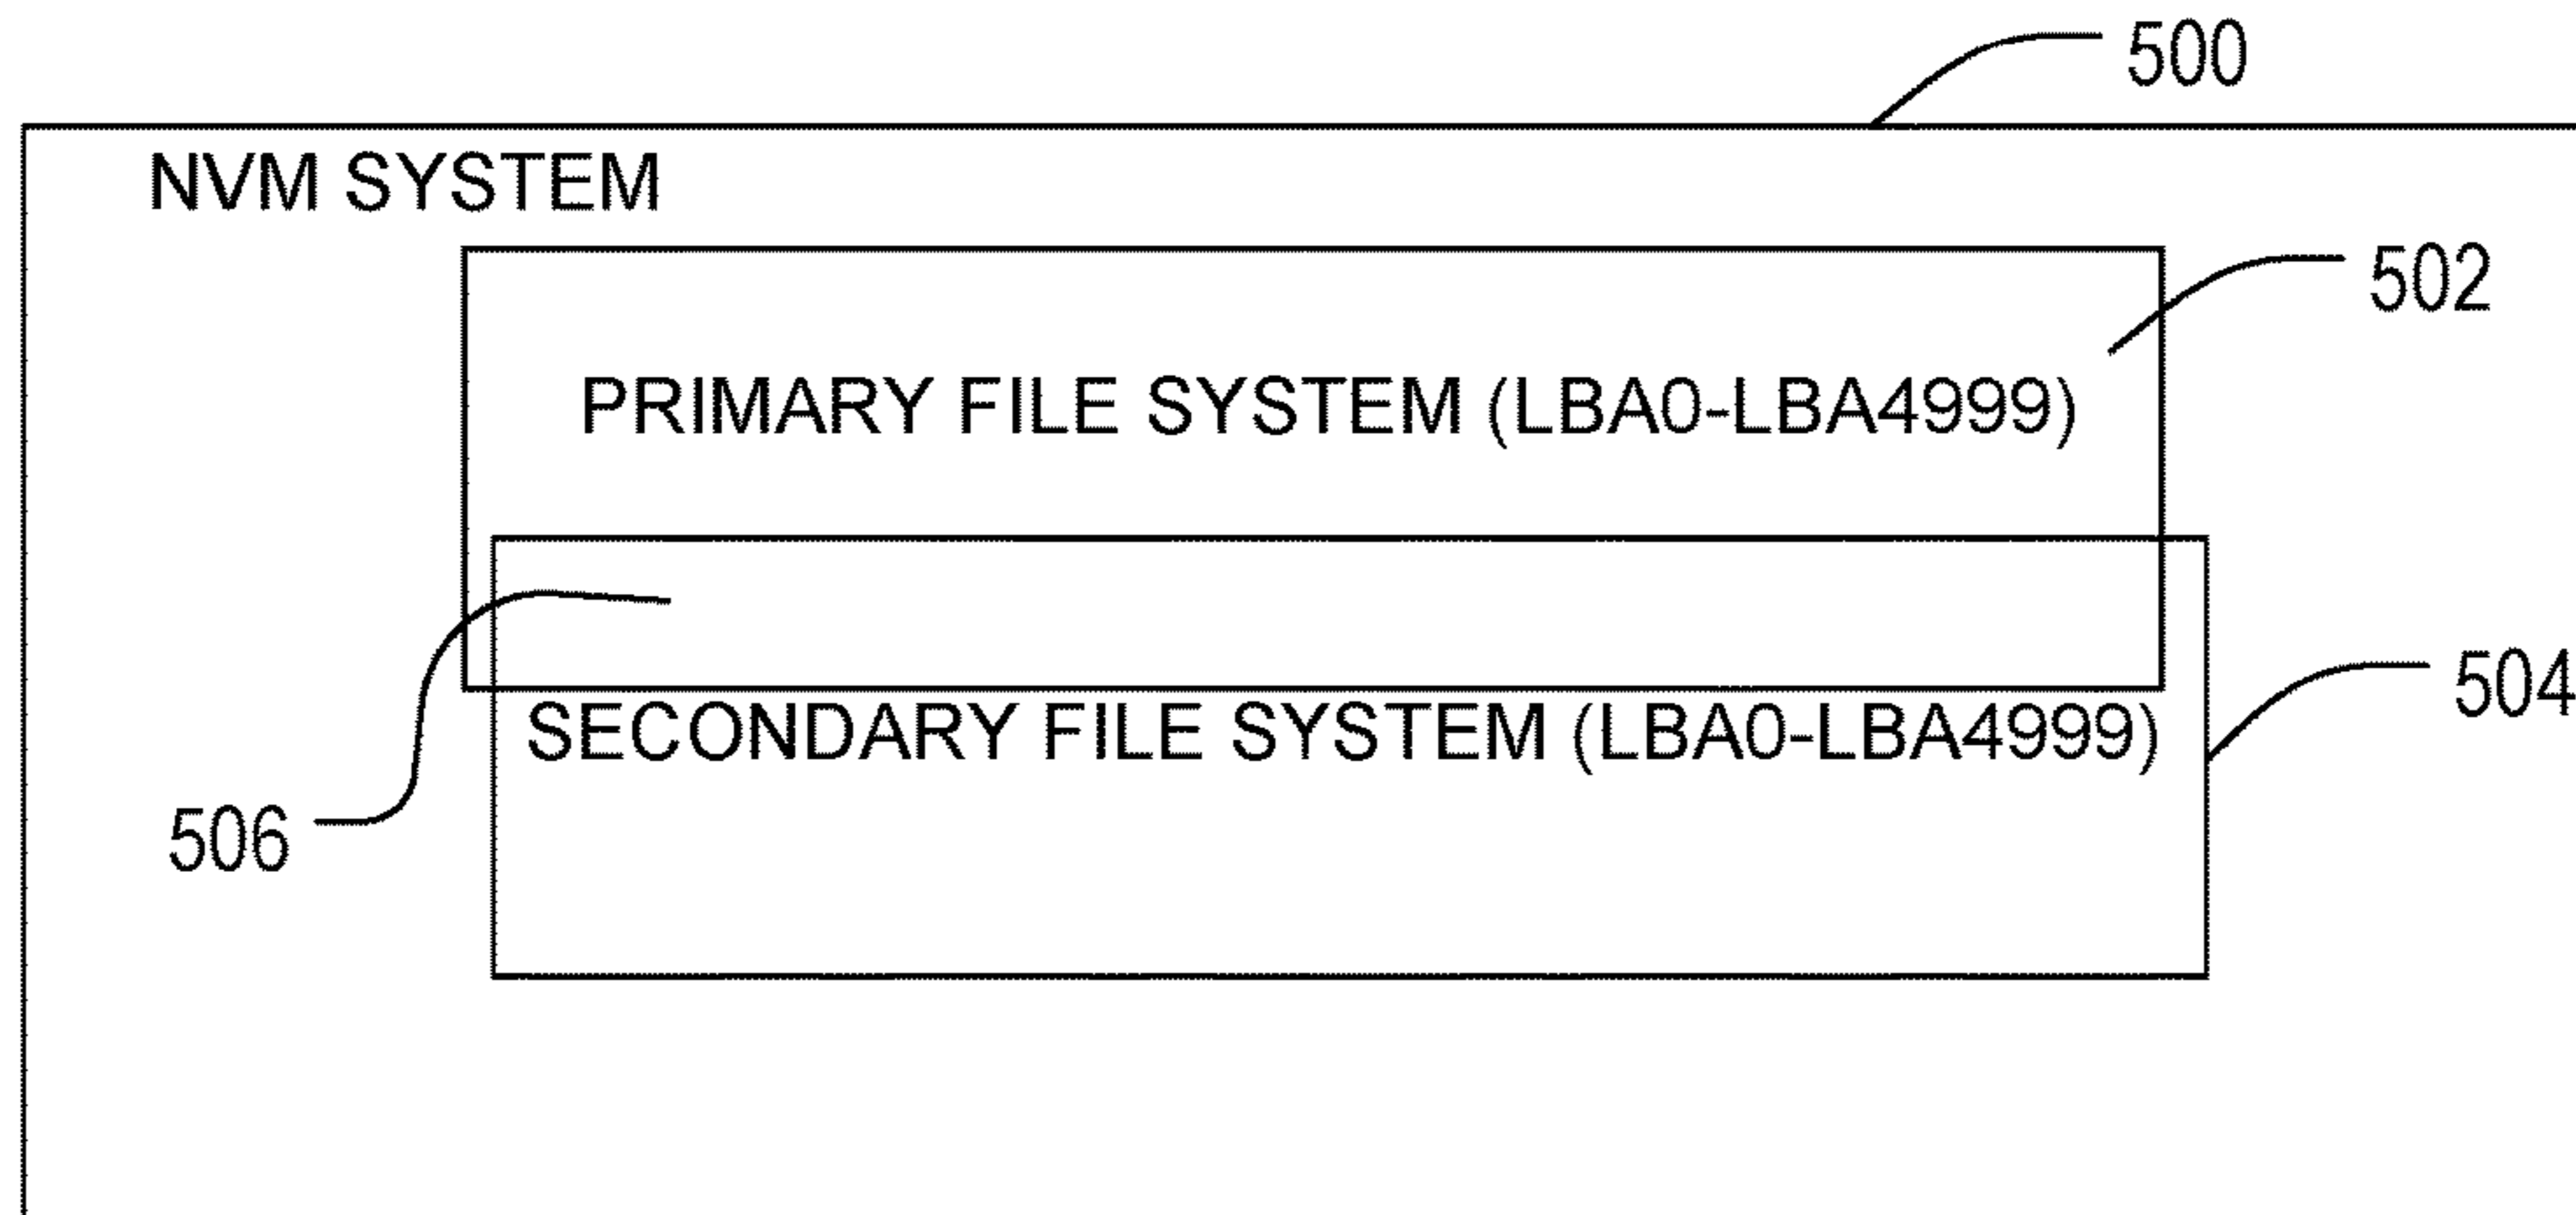 500
NVM SYSTEM
502
PRIMARY FILE SYSTEM (LBA0-LBA4999)
504
SECONDARY FILE SYSTEM (LBA0-LBA4999)
506